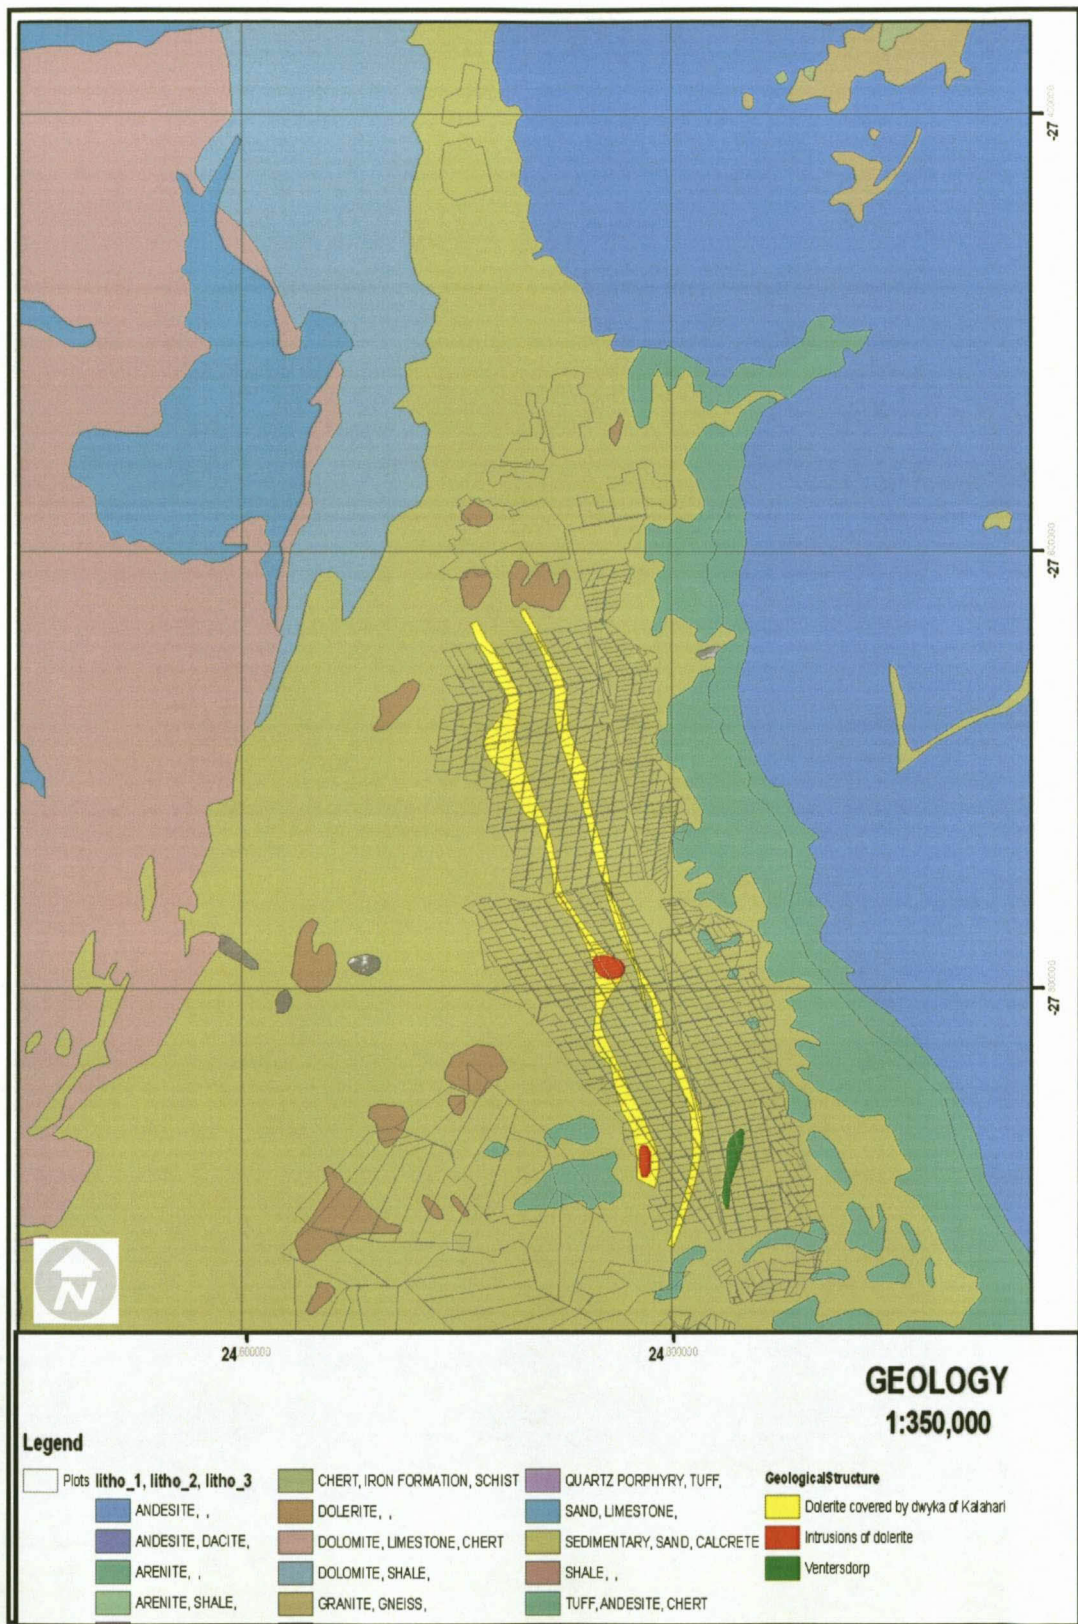 -27
-27
-27
N
24.600000
24
GEOLOGY
1:350,000
Legend
Plots
litho_1, litho_2, litho_3
ANDESITE, ,
ANDESITE, DACITE,
ARENITE, ,
ARENITE, SHALE,
CHERT, IRON FORMATION, SCHIST
DOLERITE, ,
DOLOMITE, LIMESTONE, CHERT
DOLOMITE, SHALE,
GRANITE, GNEISS,
QUARTZ PORPHYRY, TUFF,
SAND, LIMESTONE,
SEDIMENTARY, SAND, CALCRETE
SHALE, ,
TUFF, ANDESITE, CHERT
GeologicalStructure
Dolerite covered by dwyka of Kalahari
Intrusions of dolerite
Ventersdorp